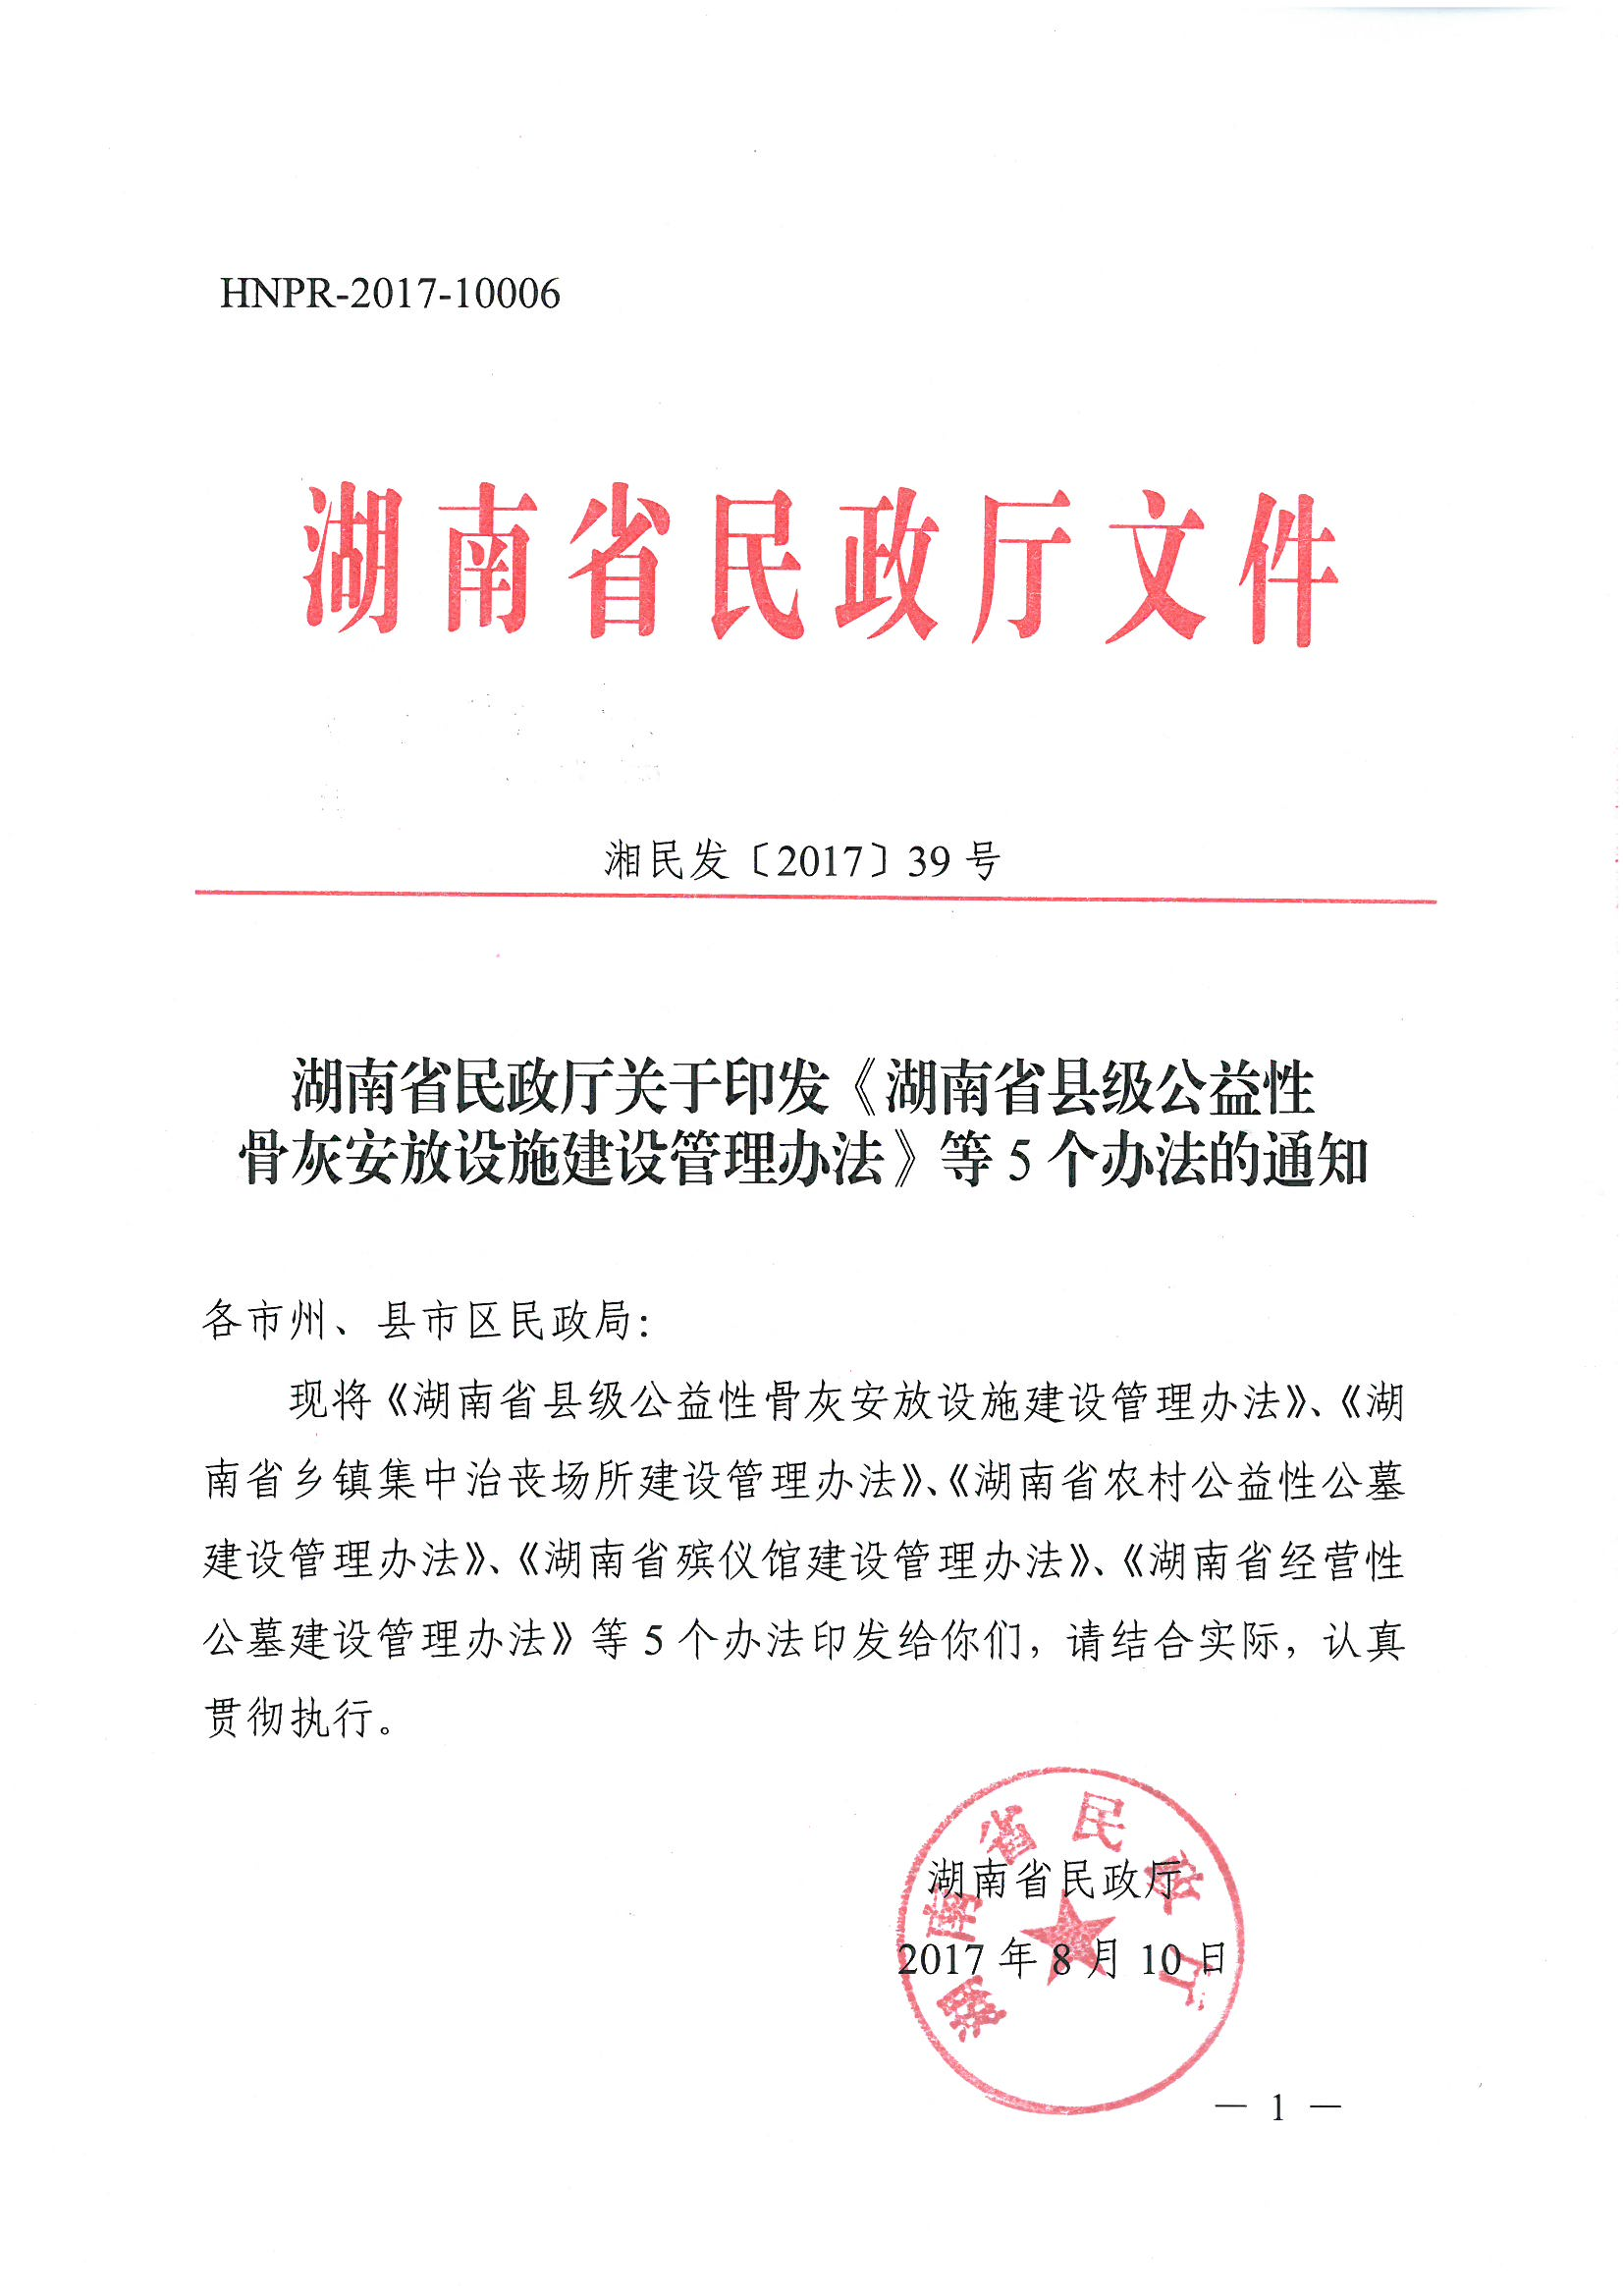 HNPR-2017-10006
湖南省民政厅文件
湘民发〔2017〕39 号
湖南省民政厅关于印发《湖南省县级公益性
骨灰安放设施建设管理办法》等 5 个办法的通知
各市州、县市区民政局：
现将《湖南省县级公益性骨灰安放设施建设管理办法》、《湖
南省乡镇集中治丧场所建设管理办法》、《湖南省农村公益性公墓
建设管理办法》、《湖南省殡仪馆建设管理办法》、《湖南省经营性
公墓建设管理办法》等 5 个办法印发给你们，请结合实际，认真
贯彻执行。
湖南省民政厅
湖南省民政厅
2017 年 8 月 10 日
— 1 —